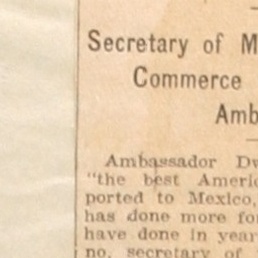 Secretary of M
Commerce
Amb
Ambassador Dw
"the best Americ
ported to Mexico,
has done more for
have done in year
no, secretary of